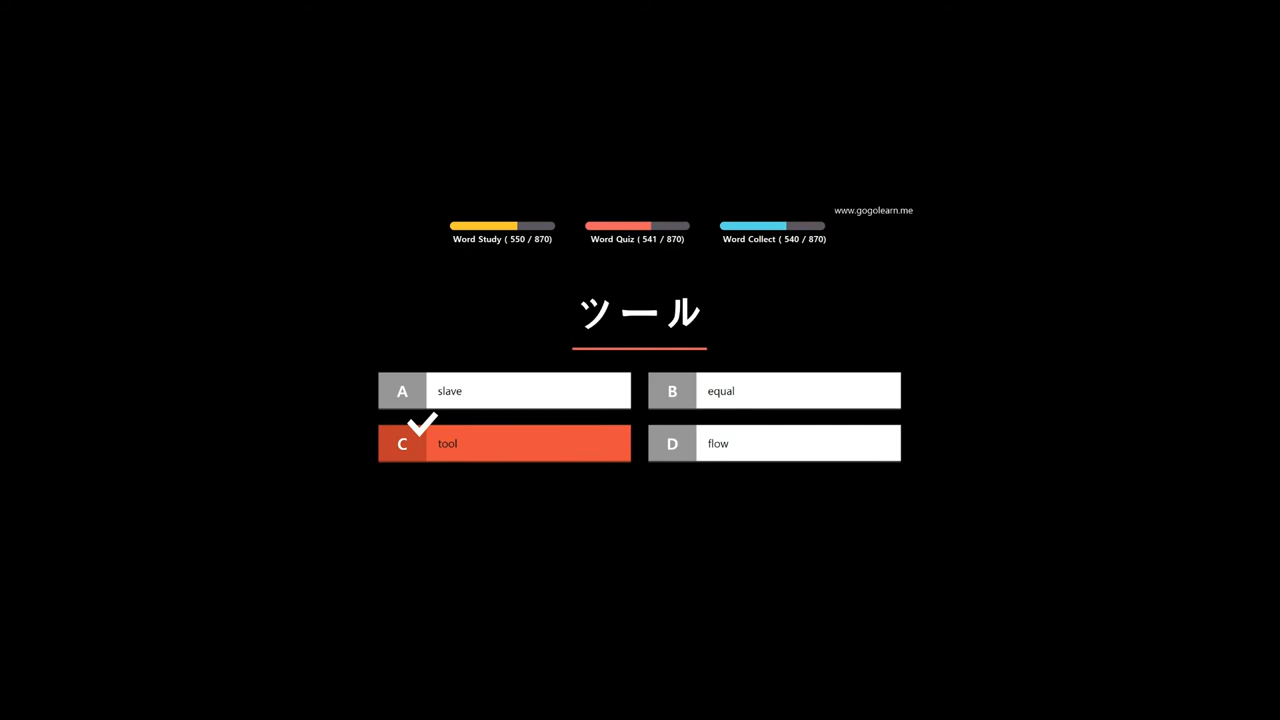 www.gogolearn.me
Word Study ( 550 / 870)
Word Quiz ( 541 / 870)
Word Collect ( 540 / 870)
ツール
A slave
B equal
C tool
D flow